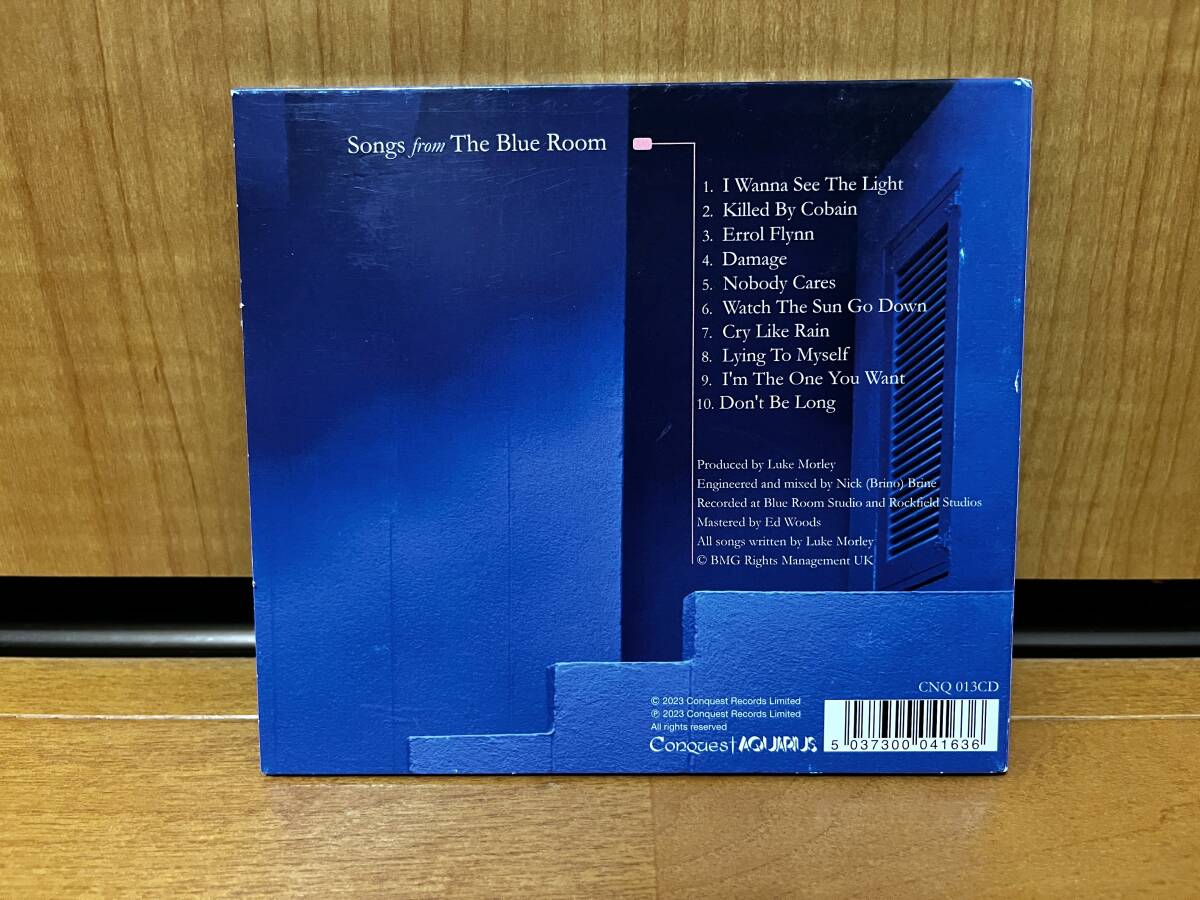 Songs from The Blue Room
1. I Wanna See The Light
2. Killed By Cobain
3. Errol Flynn
4. Damage
5. Nobody Cares
6. Watch The Sun Go Down
7. Cry Like Rain
8. Lying To Myself
9. I'm The One You Want
10. Don't Be Long
Produced by Luke Morley
Engineered and mixed by Nick (Brino) Brine
Recorded at Blue Room Studio and Rockfield Studios
Mastered by Ed Woods
All songs written by Luke Morley
© BMG Rights Management UK
CNQ 013CD
© 2023 Conquest Records Limited
℗ 2023 Conquest Records Limited
All rights reserved
Conquest AQUARIUS
5 037300 041636